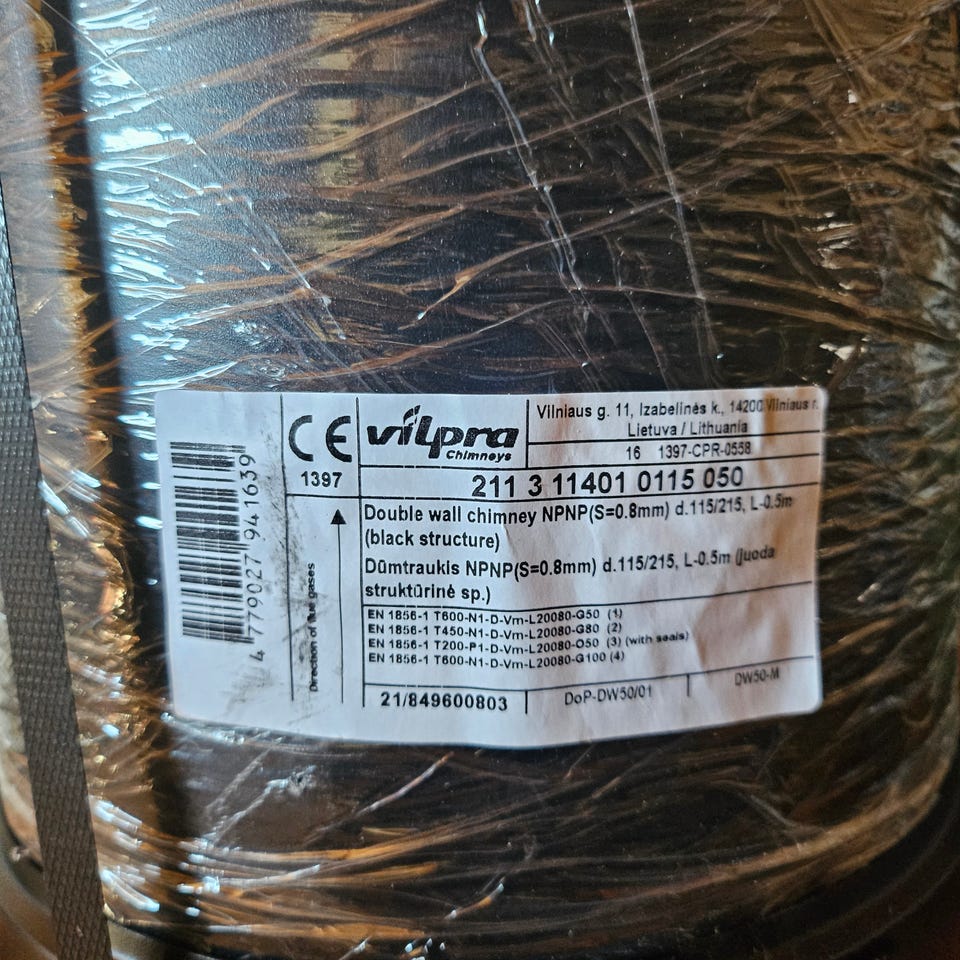 4 779027 941639
CE
1397
Direction of flue gases
vilpra
Chimneys
Vilniaus g. 11, Izabelinės k., 14200 Vilniaus r.
Lietuva / Lithuania
16 1397-CPR-0558
211 3 11401 0115 050
Double wall chimney NPNP(S=0.8mm) d.115/215, L-0.5m
(black structure)
Dūmtraukis NPNP(S=0.8mm) d.115/215, L-0.5m (juoda
struktūrinė sp.)
EN 1856-1 T600-N1-D-Vm-L20080-G50 (1)
EN 1856-1 T450-N1-D-Vm-L20080-G80 (2)
EN 1856-1 T200-P1-D-Vm-L20080-O50 (3) (with seals)
EN 1856-1 T600-N1-D-Vm-L20080-G100 (4)
21/849600803 DoP-DW50/01 DW50-M